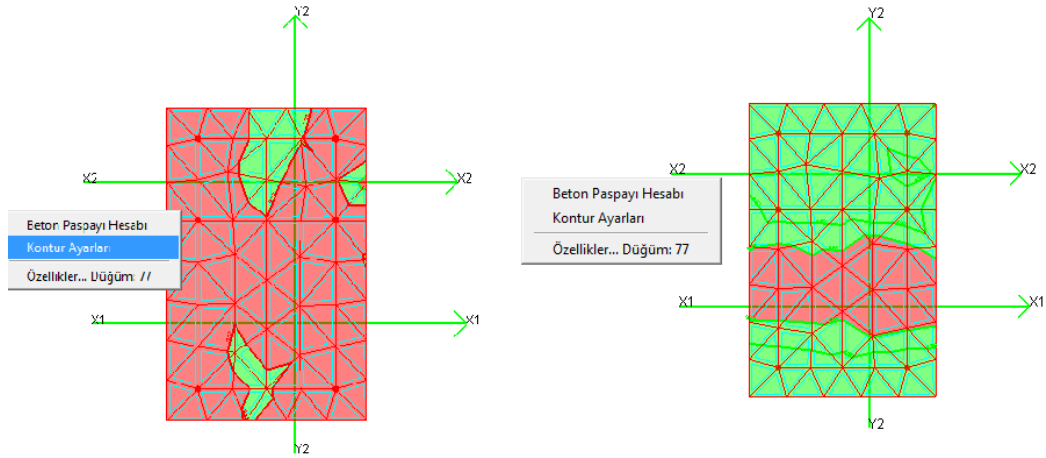 Y2
X2
X2
Beton Paspayı Hesabı
Kontur Ayarları
Özellikler... Düğüm: 77
X1
X1
Y2
Y2
X2
X2
Beton Paspayı Hesabı
Kontur Ayarları
Özellikler... Düğüm: 77
X1
X1
Y2